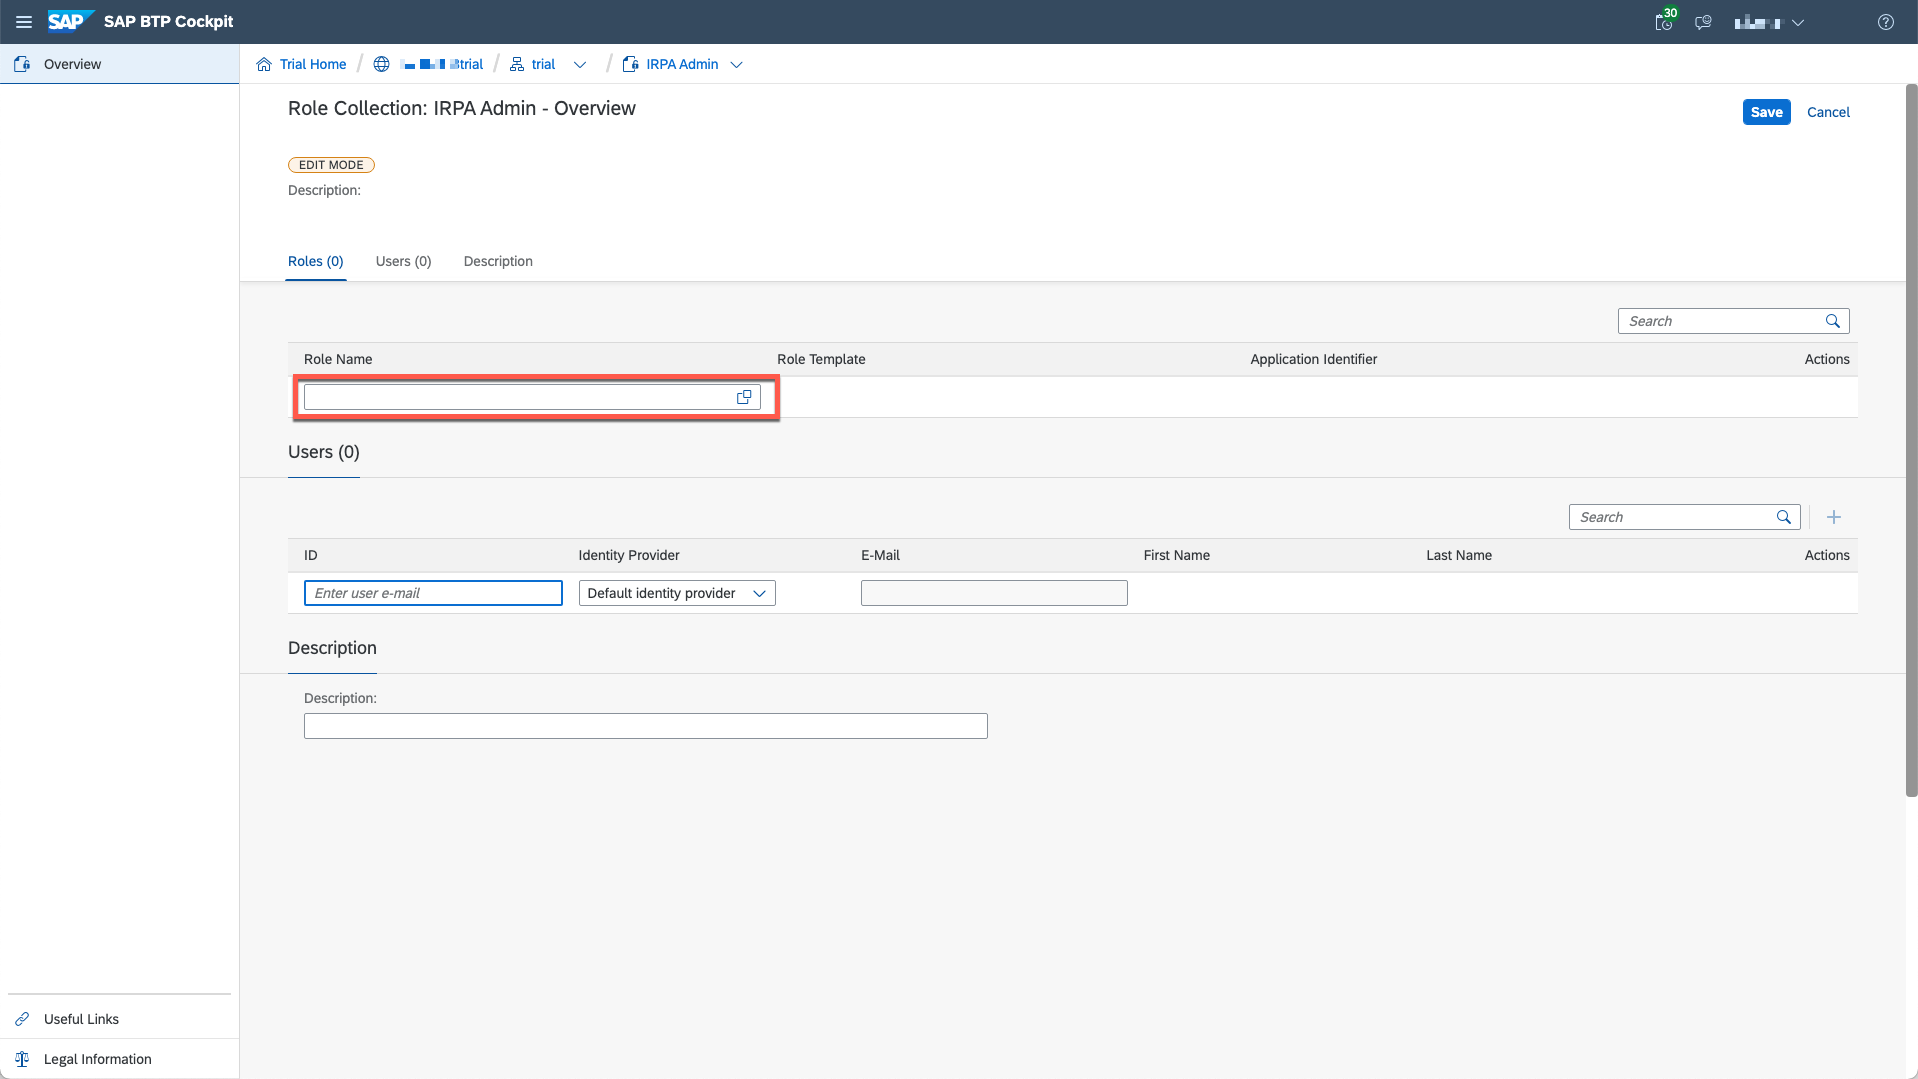 SAP SAP BTP Cockpit 30
Overview
Trial Home / trial / trial / IRPA Admin
Role Collection: IRPA Admin - Overview
Save Cancel
EDIT MODE
Description:
Roles (0) Users (0) Description
Search
Role Name Role Template Application Identifier Actions
Users (0)
Search
ID Identity Provider E-Mail First Name Last Name Actions
Enter user e-mail Default identity provider
Description
Description:
Useful Links
Legal Information